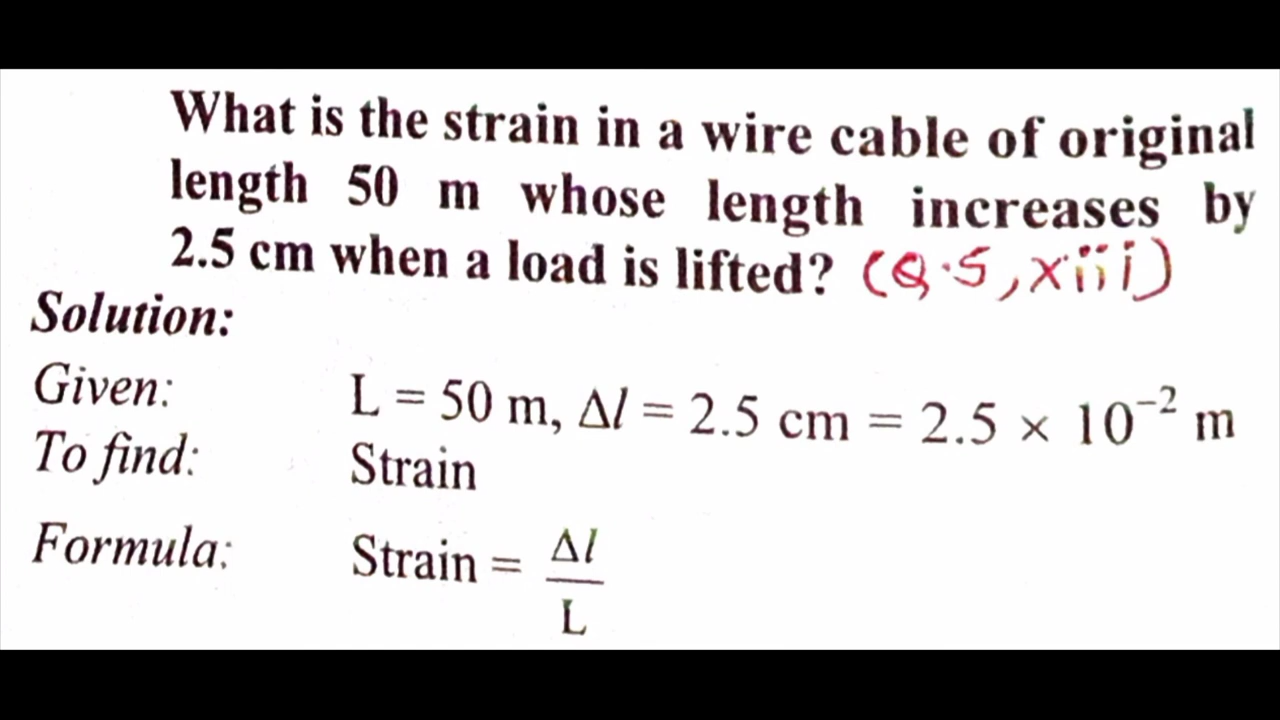 What is the strain in a wire cable of original
length 50 m whose length increases by
2.5 cm when a load is lifted? (Q.5, xiii)
Solution:
Given: L = 50 m, Δl = 2.5 cm = 2.5 × 10⁻² m
To find: Strain
Formula: Strain = Δl
L